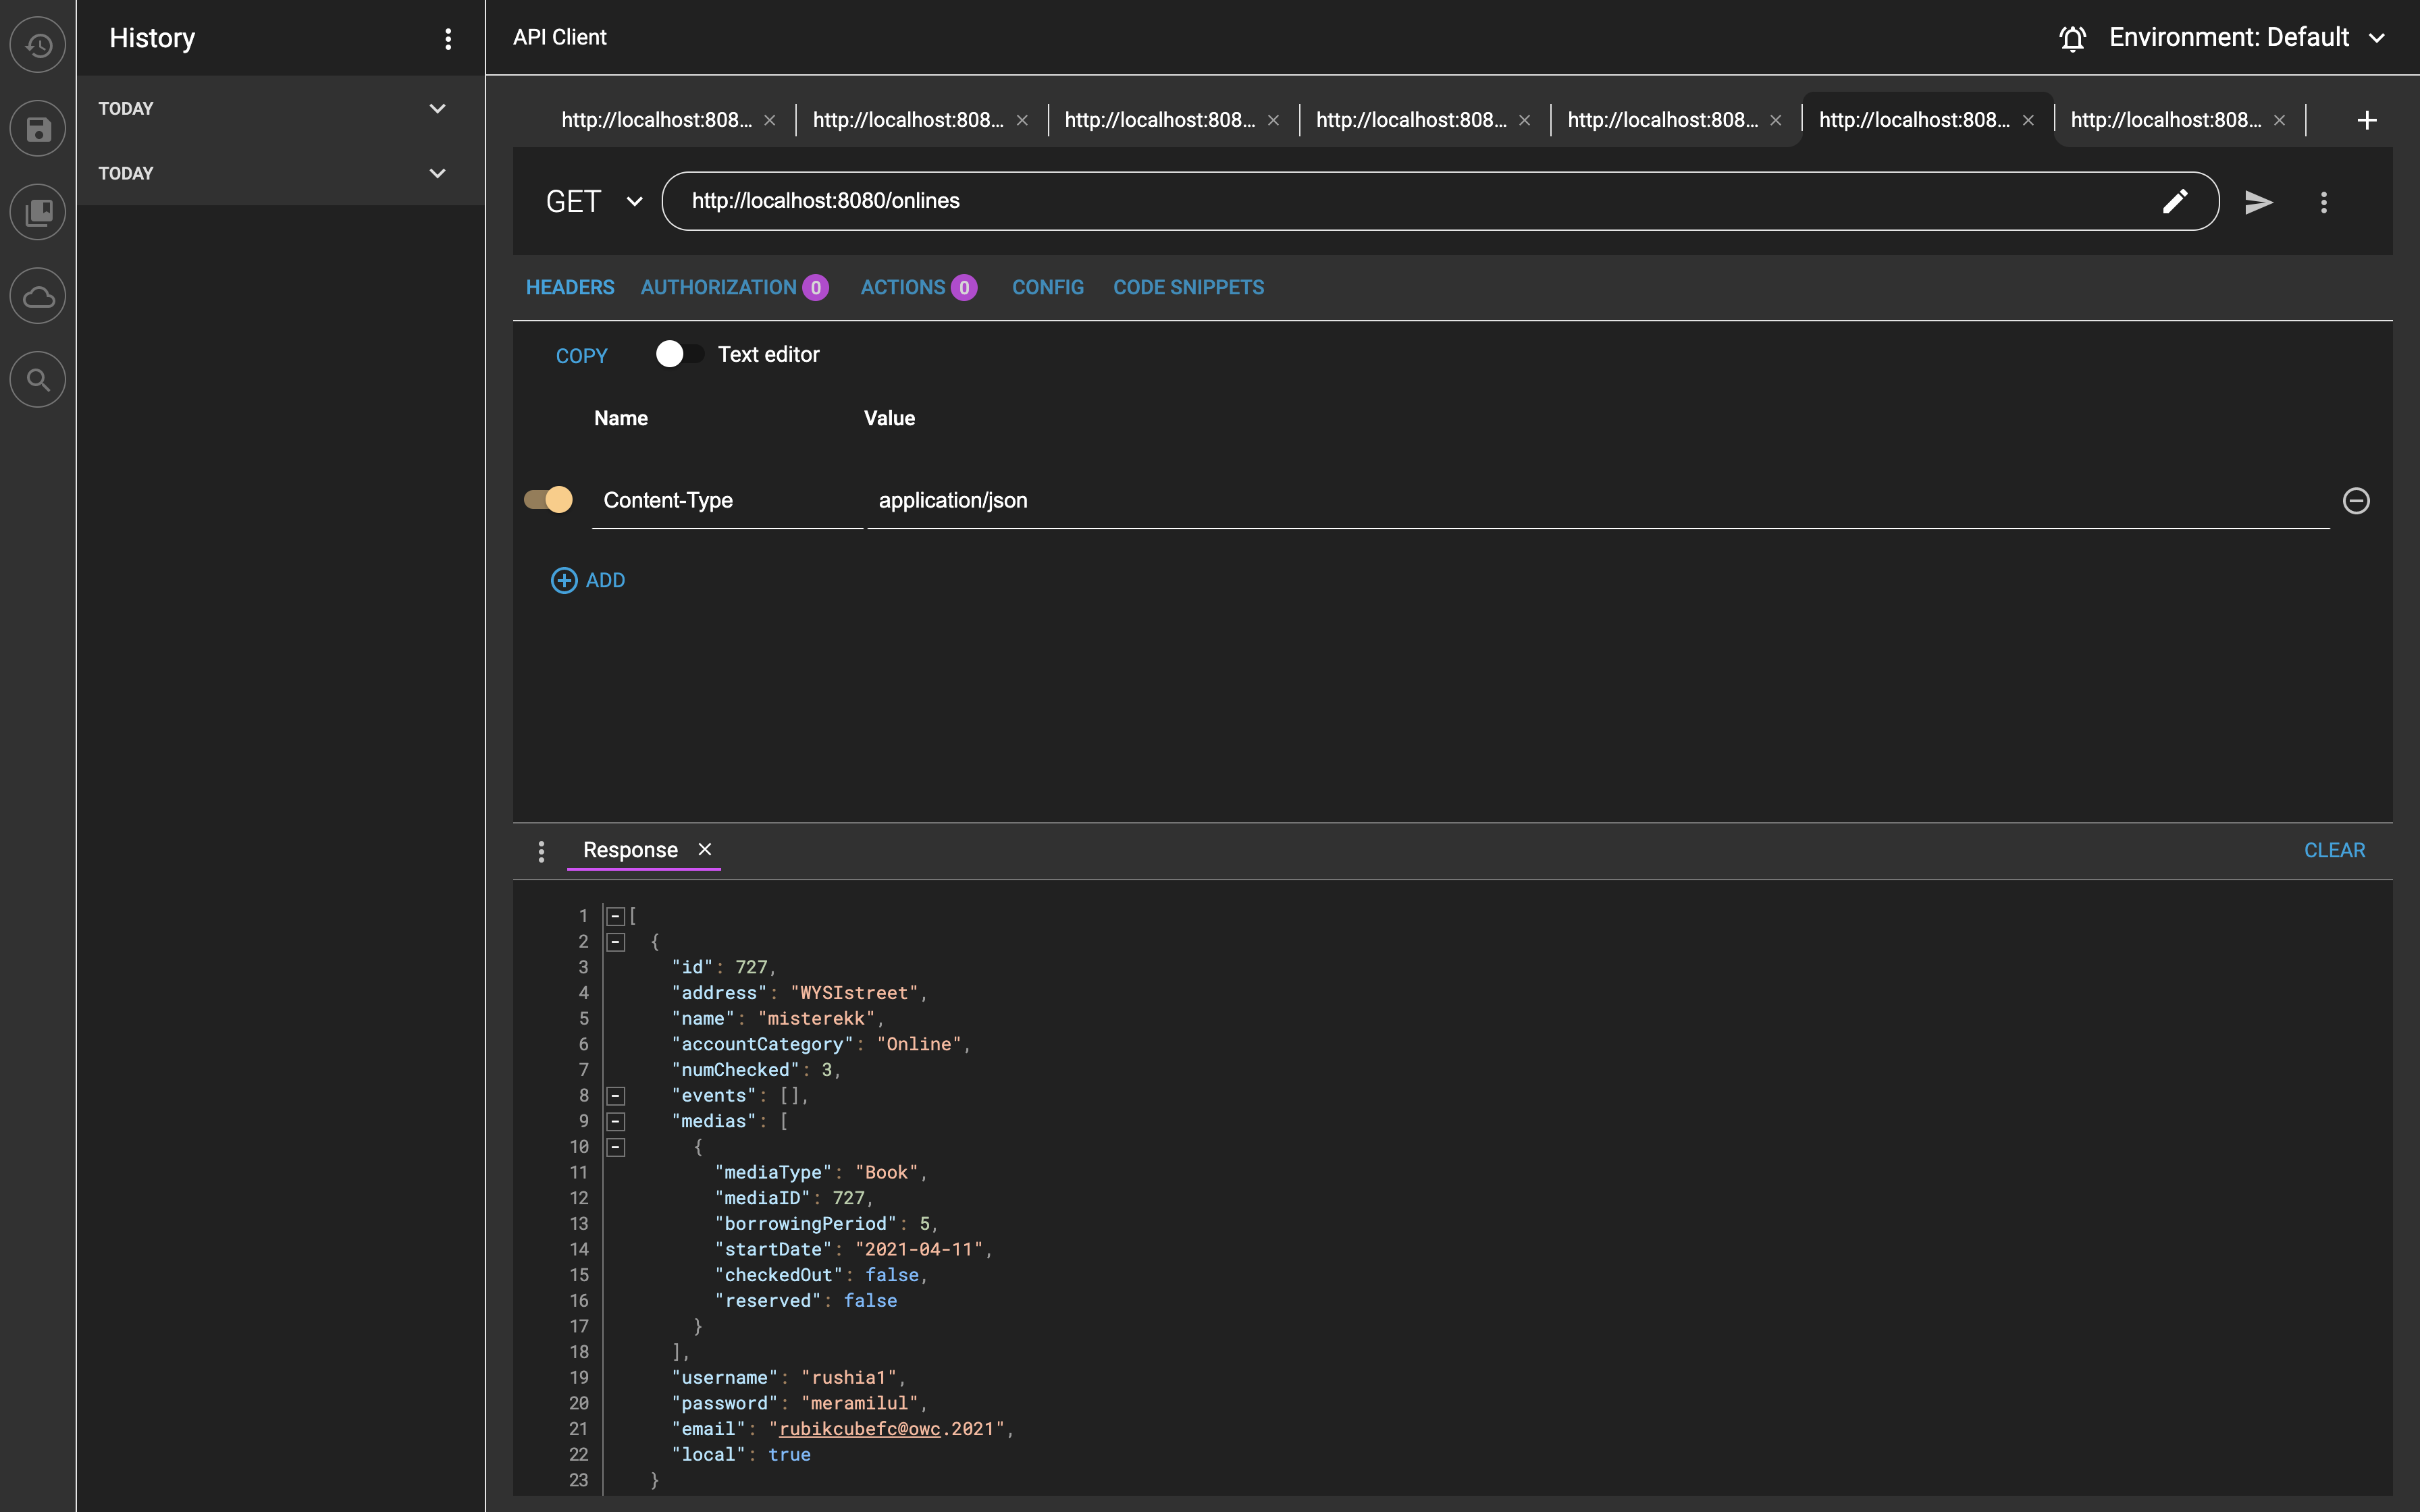 History
TODAY
TODAY
API Client
Environment: Default
http://localhost:808...
http://localhost:808...
http://localhost:808...
http://localhost:808...
http://localhost:808...
http://localhost:808...
http://localhost:808...
GET
http://localhost:8080/onlines
HEADERS AUTHORIZATION 0 ACTIONS 0 CONFIG CODE SNIPPETS
COPY Text editor
Name Value
Content-Type application/json
ADD
Response
CLEAR
1 [
2 {
3 "id": 727,
4 "address": "WYSIstreet",
5 "name": "misterekk",
6 "accountCategory": "Online",
7 "numChecked": 3,
8 "events": [],
9 "medias": [
10 {
11 "mediaType": "Book",
12 "mediaID": 727,
13 "borrowingPeriod": 5,
14 "startDate": "2021-04-11",
15 "checkedOut": false,
16 "reserved": false
17 }
18 ],
19 "username": "rushia1",
20 "password": "meramilul",
21 "email": "rubikcubefc@owc.2021",
22 "local": true
23 }